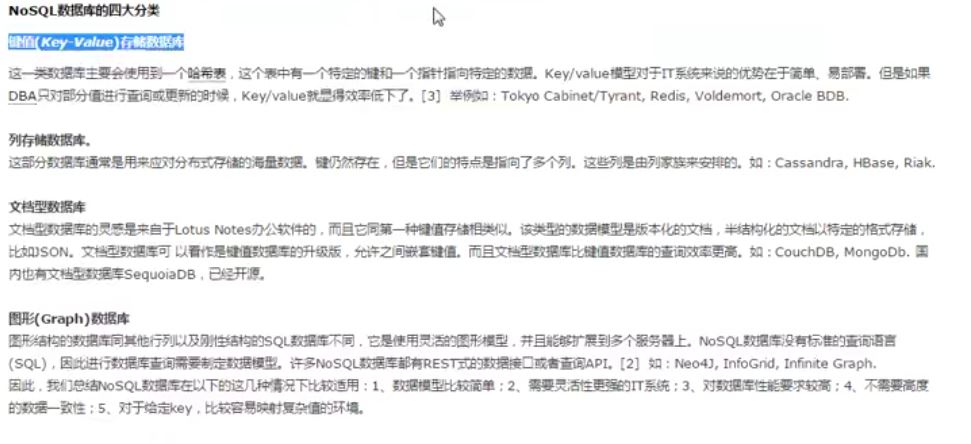 NoSQL数据库的四大分类
键值(Key-Value)存储数据库
这一类数据库主要会使用到一个哈希表，这个表中有一个特定的键和一个指针指向特定的数据。Key/value模型对于IT系统来说的优势在于简单、易部署。但是如果
DBA只对部分值进行查询或更新的时候，Key/value就显得效率低下了。[3] 举例如：Tokyo Cabinet/Tyrant, Redis, Voldemort, Oracle BDB.
列存储数据库。
这部分数据库通常是用来应对分布式存储的海量数据。键仍然存在，但是它们的特点是指向了多个列。这些列是由列家族来安排的。如：Cassandra, HBase, Riak.
文档型数据库
文档型数据库的灵感是来自于Lotus Notes办公软件的，而且它同第一种键值存储相类似。该类型的数据模型是版本化的文档，半结构化的文档以特定的格式存储，
比如JSON。文档型数据库可 以看作是键值数据库的升级版，允许之间嵌套键值。而且文档型数据库比键值数据库的查询效率更高。如：CouchDB, MongoDb. 国
内也有文档型数据库SequoiaDB，已经开源。
图形(Graph)数据库
图形结构的数据库同其他行列以及刚性结构的SQL数据库不同，它是使用灵活的图形模型，并且能够扩展到多个服务器上。NoSQL数据库没有标准的查询语言
(SQL)，因此进行数据库查询需要制定数据模型。许多NoSQL数据库都有REST式的数据接口或者查询API。[2] 如：Neo4J, InfoGrid, Infinite Graph.
因此，我们总结NoSQL数据库在以下的这几种情况下比较适用：1、数据模型比较简单；2、需要灵活性更强的IT系统；3、对数据库性能要求较高；4、不需要高度
的数据一致性；5、对于给定key，比较容易映射复杂值的环境。